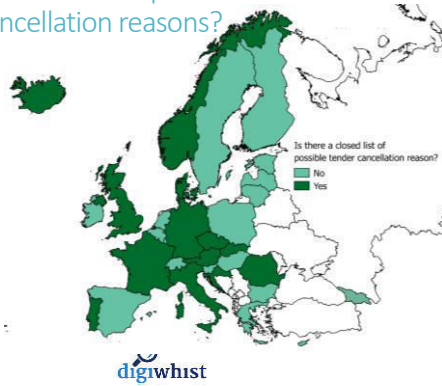 ncellation reasons?
Is there a closed list of
possible tender cancellation reason?
No
Yes
digiwhist